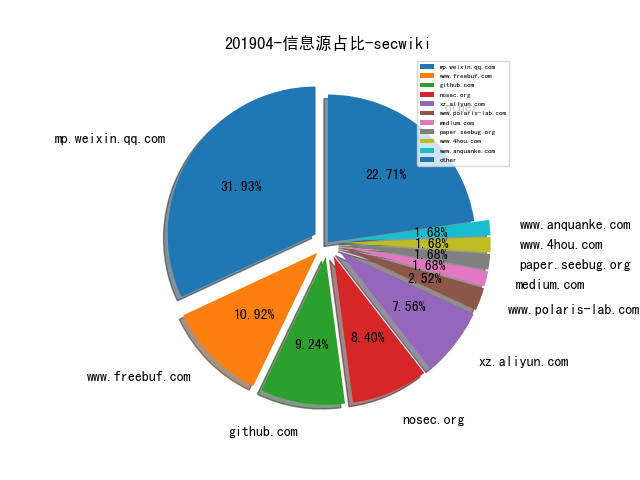 201904-信息源占比-secwiki
mp.weixin.qq.com
www.freebuf.com
github.com
nosec.org
xz.aliyun.com
www.polaris-lab.com
medium.com
paper.seebug.org
www.4hou.com
www.anquanke.com
other
other
mp.weixin.qq.com
31.93%
22.71%
www.anquanke.com
1.68%
www.4hou.com
1.68%
paper.seebug.org
1.68%
medium.com
1.68%
www.polaris-lab.com
2.52%
xz.aliyun.com
7.56%
nosec.org
8.40%
github.com
9.24%
www.freebuf.com
10.92%